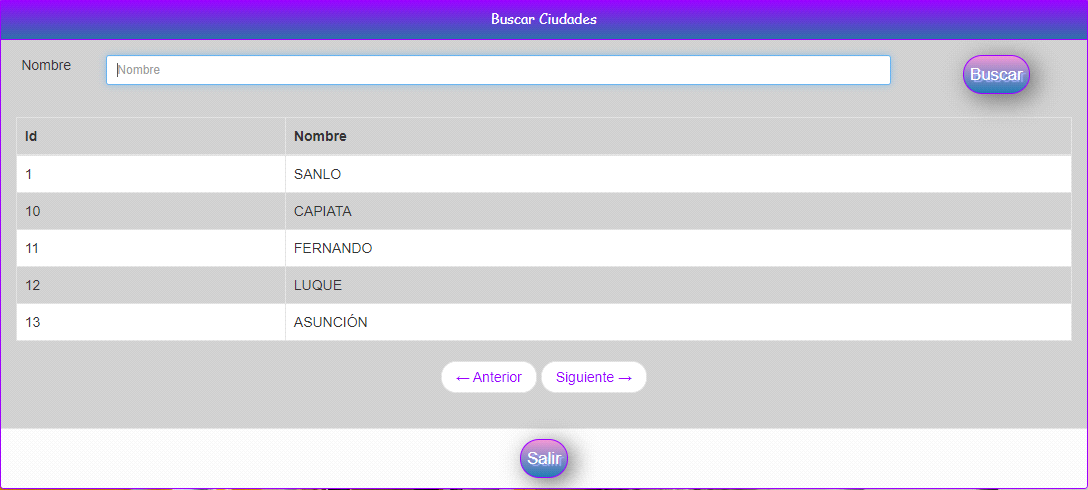 Buscar Ciudades
Nombre Nombre Buscar
Id Nombre
1 SANLO
10 CAPIATA
11 FERNANDO
12 LUQUE
13 ASUNCIÓN
← Anterior Siguiente →
Salir